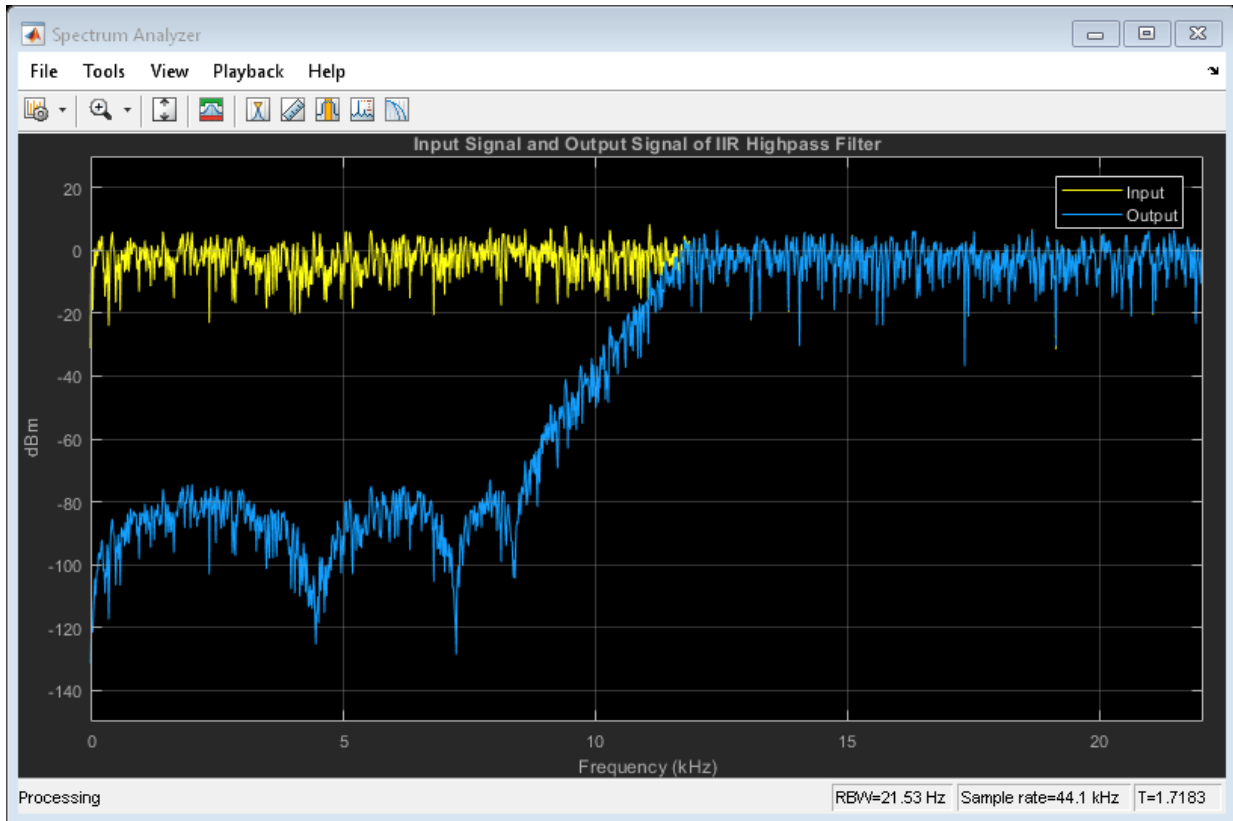 Spectrum Analyzer
File Tools View Playback Help
Input Signal and Output Signal of IIR Highpass Filter
Input
Output
20
0
-20
-40
-60
-80
-100
-120
-140
dBm
0 5 10 15 20
Frequency (kHz)
Processing RBW=21.53 Hz Sample rate=44.1 kHz T=1.7183